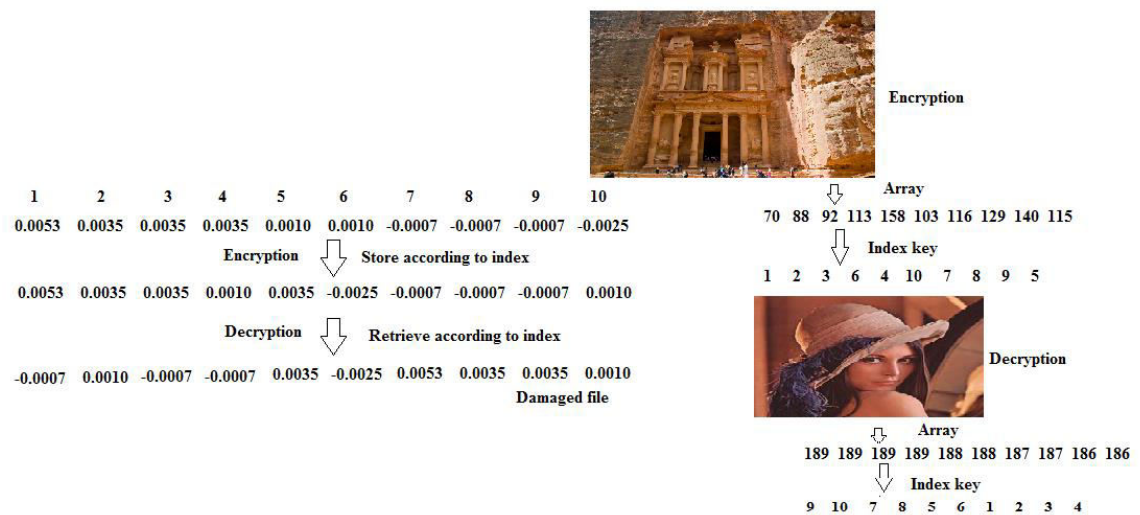 Encryption
Array
70 88 92 113 158 103 116 129 140 115
Index key
1 2 3 6 4 10 7 8 9 5
1 2 3 4 5 6 7 8 9 10
0.0053 0.0035 0.0035 0.0035 0.0010 0.0010 -0.0007 -0.0007 -0.0007 -0.0025
Encryption Store according to index
0.0053 0.0035 0.0035 0.0010 0.0035 -0.0025 -0.0007 -0.0007 -0.0007 0.0010
Decryption Retrieve according to index
-0.0007 0.0010 -0.0007 -0.0007 0.0035 -0.0025 0.0053 0.0035 0.0035 0.0010
Damaged file
Decryption
Array
189 189 189 189 188 188 187 187 186 186
Index key
9 10 7 8 5 6 1 2 3 4